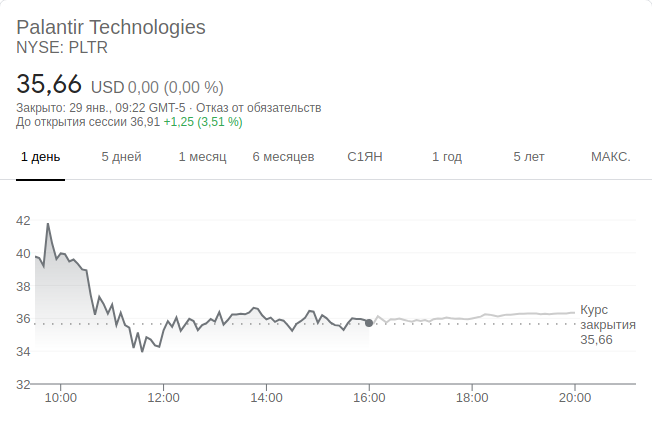 Palantir Technologies
NYSE: PLTR
35,66 USD 0,00 (0,00 %)
Закрыто: 29 янв., 09:22 GMT-5 · Отказ от обязательств
До открытия сессии 36,91 +1,25 (3,51 %)
1 день 5 дней 1 месяц 6 месяцев С1ЯН 1 год 5 лет МАКС.
42
40
38
36
34
32
Курс
закрытия
35,66
10:00 12:00 14:00 16:00 18:00 20:00